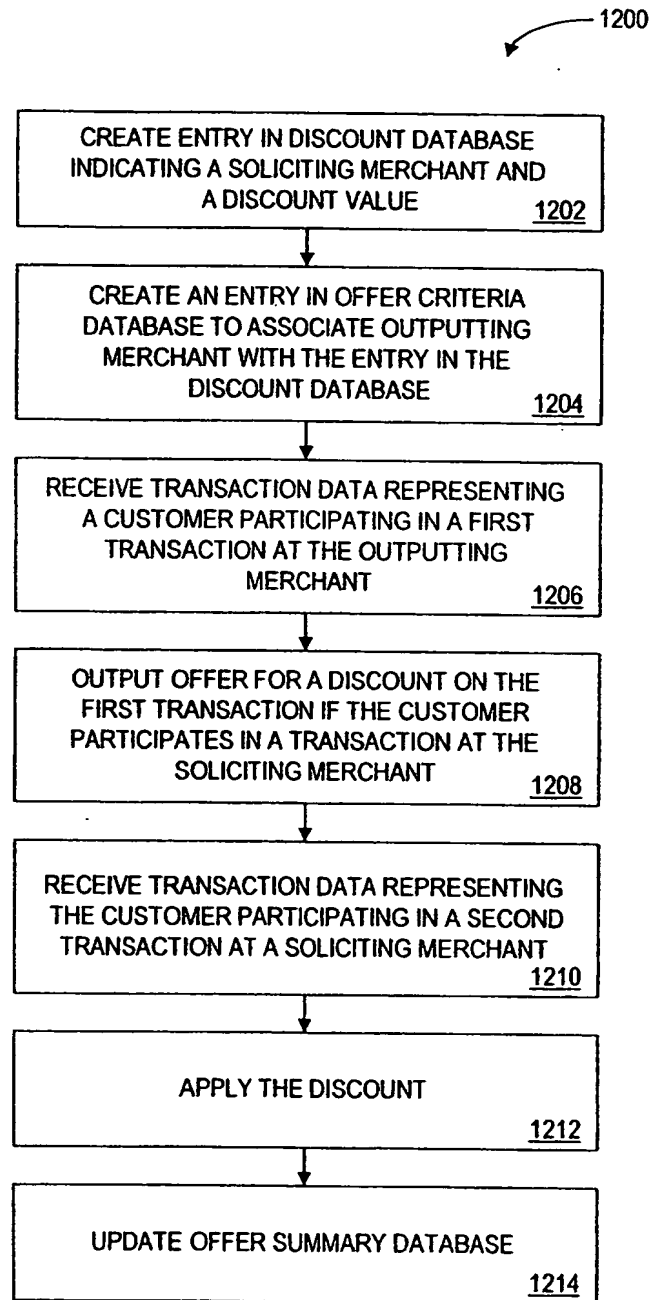 1200
CREATE ENTRY IN DISCOUNT DATABASE
INDICATING A SOLICITING MERCHANT AND
A DISCOUNT VALUE
1202
CREATE AN ENTRY IN OFFER CRITERIA
DATABASE TO ASSOCIATE OUTPUTTING
MERCHANT WITH THE ENTRY IN THE
DISCOUNT DATABASE
1204
RECEIVE TRANSACTION DATA REPRESENTING
A CUSTOMER PARTICIPATING IN A FIRST
TRANSACTION AT THE OUTPUTTING
MERCHANT
1206
OUTPUT OFFER FOR A DISCOUNT ON THE
FIRST TRANSACTION IF THE CUSTOMER
PARTICIPATES IN A TRANSACTION AT THE
SOLICITING MERCHANT
1208
RECEIVE TRANSACTION DATA REPRESENTING
THE CUSTOMER PARTICIPATING IN A SECOND
TRANSACTION AT A SOLICITING MERCHANT
1210
APPLY THE DISCOUNT
1212
UPDATE OFFER SUMMARY DATABASE
1214